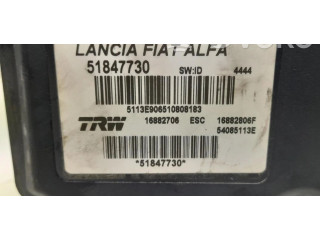 LANCIA FIAT ALFA
51847730 SW:ID 4444
5113E906510808183
TRW 16882706 ESC 16882806F
54085113E
*51847730*